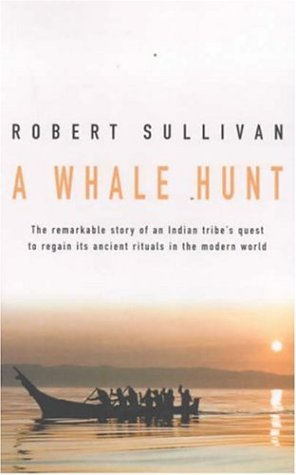 ROBERT SULLIVAN
A WHALE HUNT
The remarkable story of an Indian tribe's quest
to regain its ancient rituals in the modern world